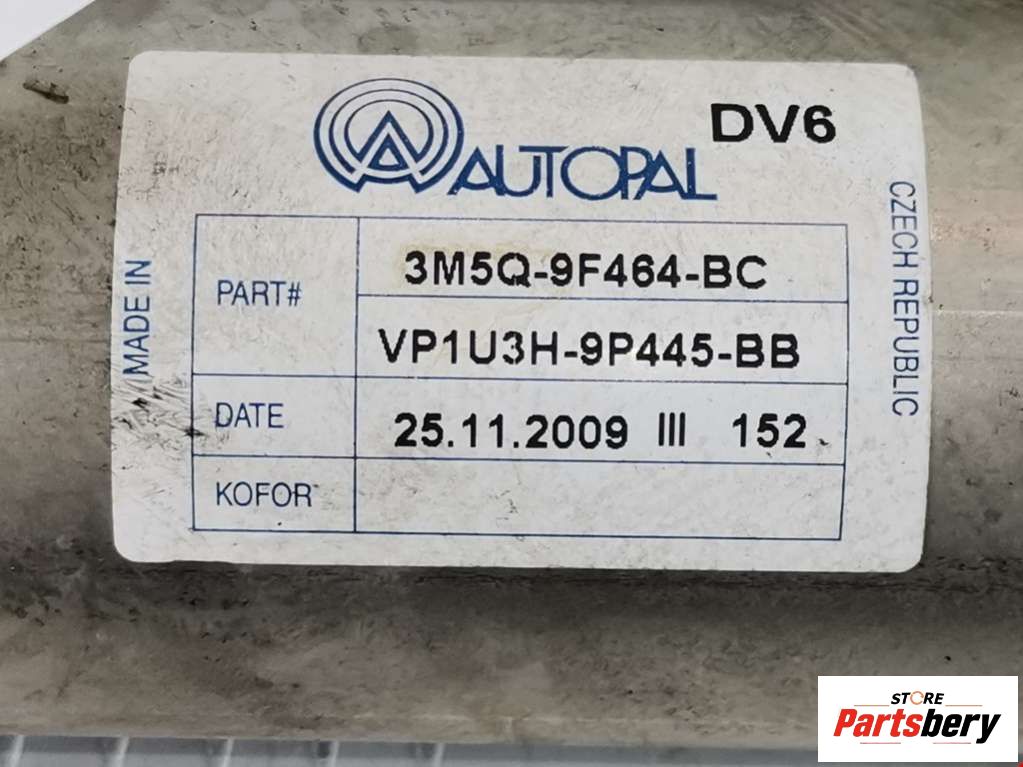 AUTOPAL
DV6
MADE IN
CZECH REPUBLIC
PART#
3M5Q-9F464-BC
VP1U3H-9P445-BB
DATE
25.11.2009 III 152
KOFOR
STORE
Partsbery